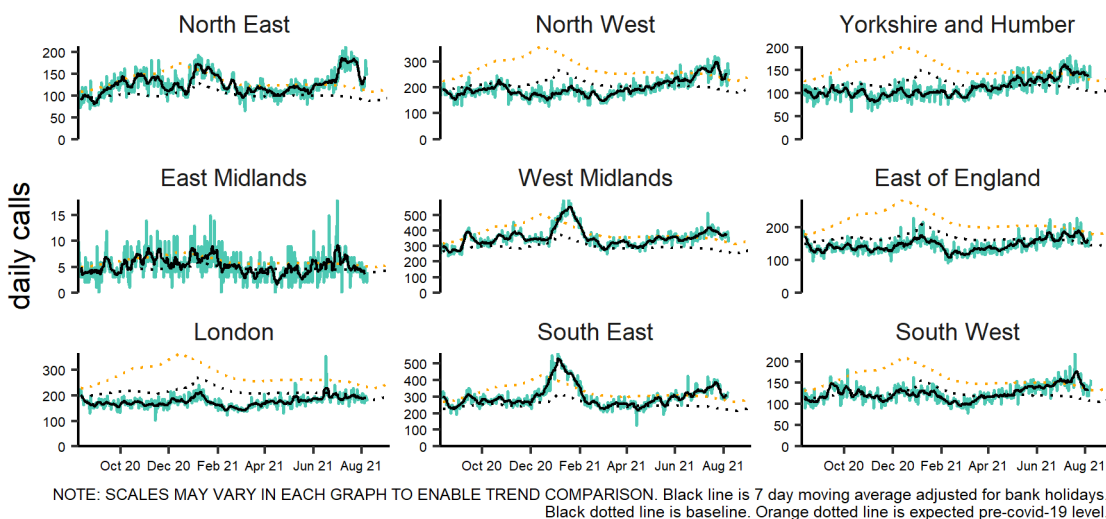 North East
North West
Yorkshire and Humber
200
150
100
50
0
300
200
100
0
200
150
100
50
0
East Midlands
West Midlands
East of England
daily calls
15
10
5
0
500
400
300
200
100
0
200
100
0
London
South East
South West
300
200
100
0
500
400
300
200
100
0
200
150
100
50
0
Oct 20 Dec 20 Feb 21 Apr 21 Jun 21 Aug 21
Oct 20 Dec 20 Feb 21 Apr 21 Jun 21 Aug 21
Oct 20 Dec 20 Feb 21 Apr 21 Jun 21 Aug 21
NOTE: SCALES MAY VARY IN EACH GRAPH TO ENABLE TREND COMPARISON. Black line is 7 day moving average adjusted for bank holidays.
Black dotted line is baseline. Orange dotted line is expected pre-covid-19 level.